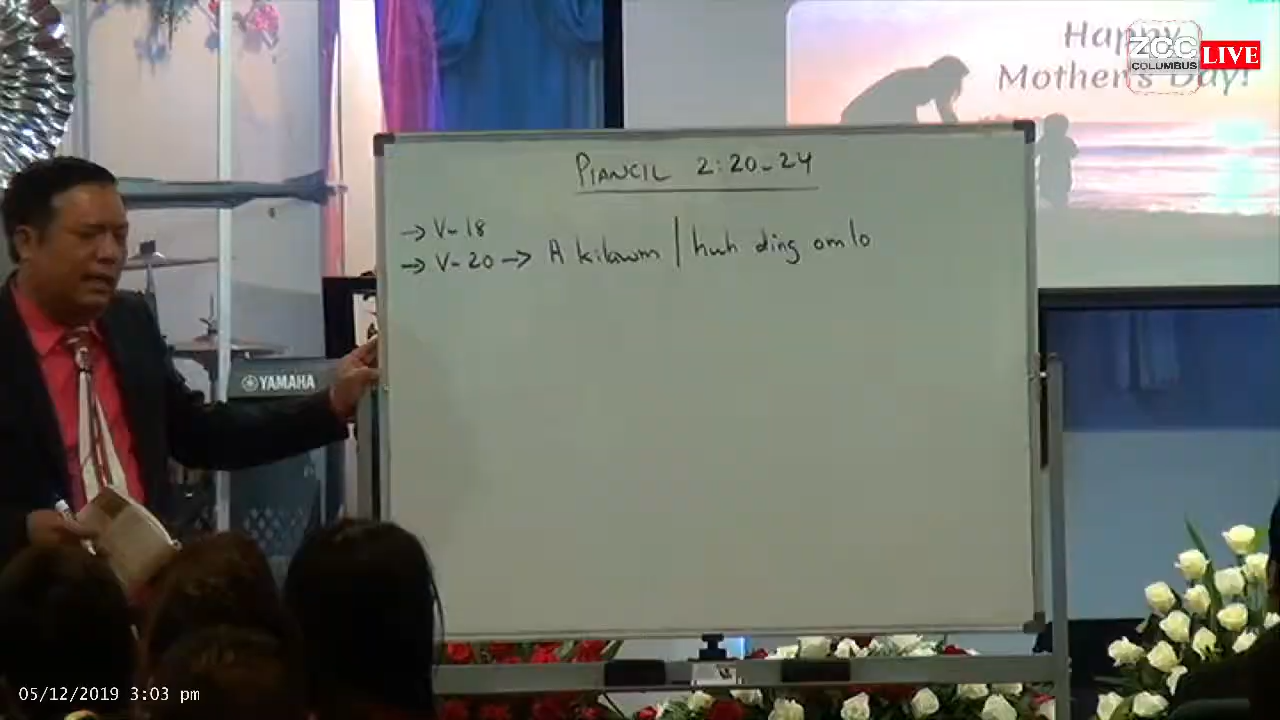 Happy
Mother's Day!
ZCC
COLUMBUS
LIVE
PIANCIL 2:20-24
→ V-18
→ V-20 → A kilawm / huh ding om lo
YAMAHA
05/12/2019 3:03 pm